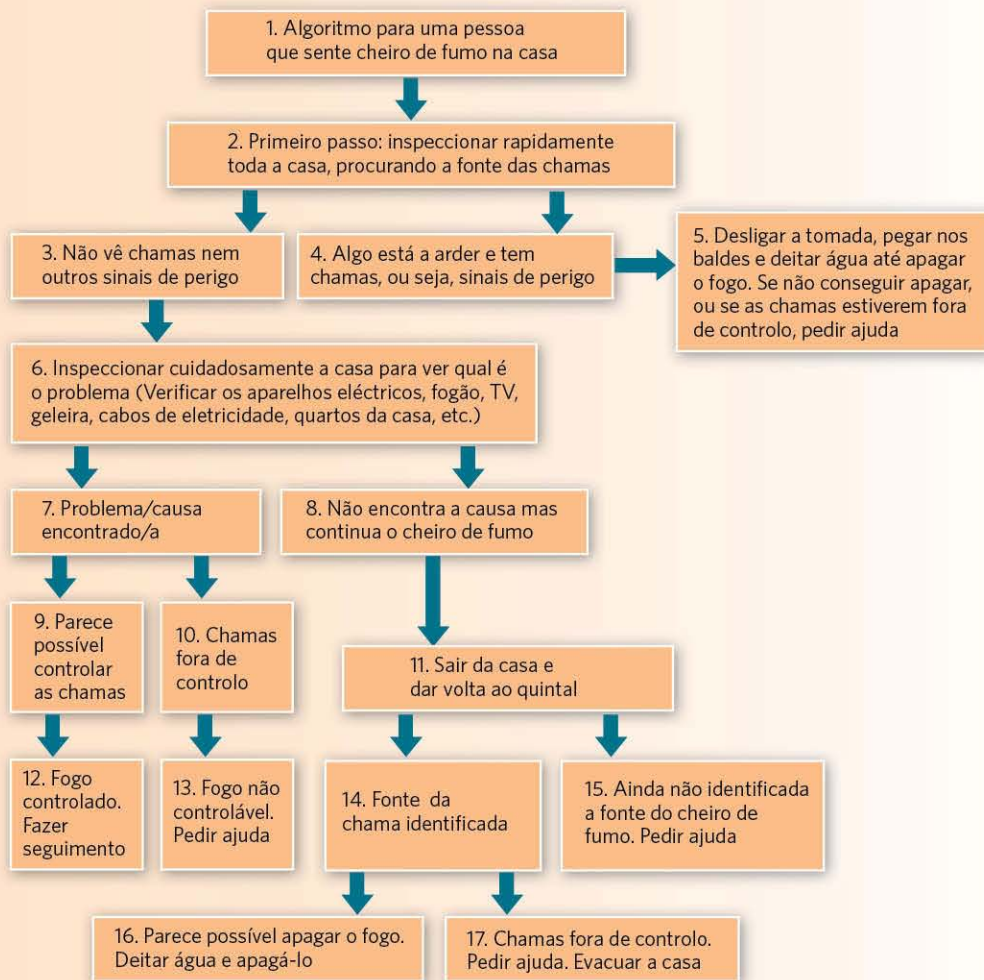 1. Algoritmo para uma pessoa
que sente cheiro de fumo na casa
2. Primeiro passo: inspeccionar rapidamente
toda a casa, procurando a fonte das chamas
3. Não vê chamas nem
outros sinais de perigo
4. Algo está a arder e tem
chamas, ou seja, sinais de perigo
5. Desligar a tomada, pegar nos
baldes e deitar água até apagar
o fogo. Se não conseguir apagar,
ou se as chamas estiverem fora
de controlo, pedir ajuda
6. Inspeccionar cuidadosamente a casa para ver qual é
o problema (Verificar os aparelhos eléctricos, fogão, TV,
geleira, cabos de eletricidade, quartos da casa, etc.)
7. Problema/causa
encontrado/a
8. Não encontra a causa mas
continua o cheiro de fumo
9. Parece
possível
controlar
as chamas
10. Chamas
fora de
controlo
11. Sair da casa e
dar volta ao quintal
12. Fogo
controlado.
Fazer
seguimento
13. Fogo não
controlável.
Pedir ajuda
14. Fonte da
chama identificada
15. Ainda não identificada
a fonte do cheiro de
fumo. Pedir ajuda
16. Parece possível apagar o fogo.
Deitar água e apagá-lo
17. Chamas fora de controlo.
Pedir ajuda. Evacuar a casa